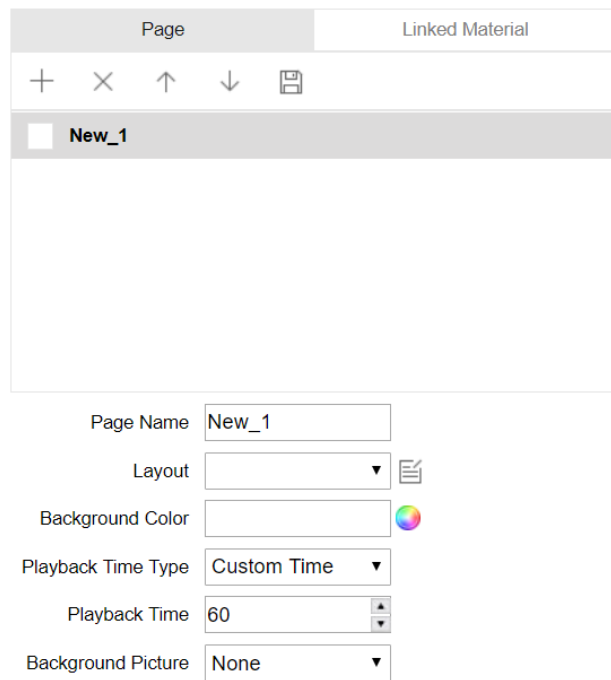 Page Linked Material
New_1
Page Name New_1
Layout
Background Color
Playback Time Type Custom Time
Playback Time 60
Background Picture None